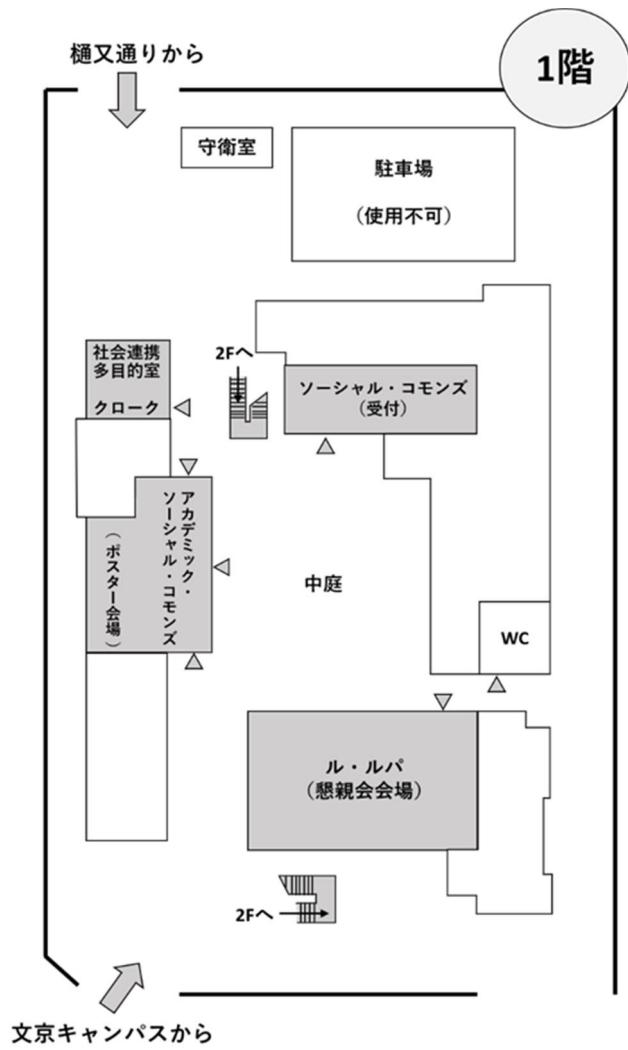 1階
樋又通りから
守衛室
駐車場
（使用不可）
社会連携
多目的室
クローク
2Fへ
ソーシャル・コモンズ
（受付）
アカデミック・
ソーシャル・コモンズ
（ポスター会場）
中庭
WC
ル・ルパ
（懇親会会場）
2Fへ
文京キャンパスから